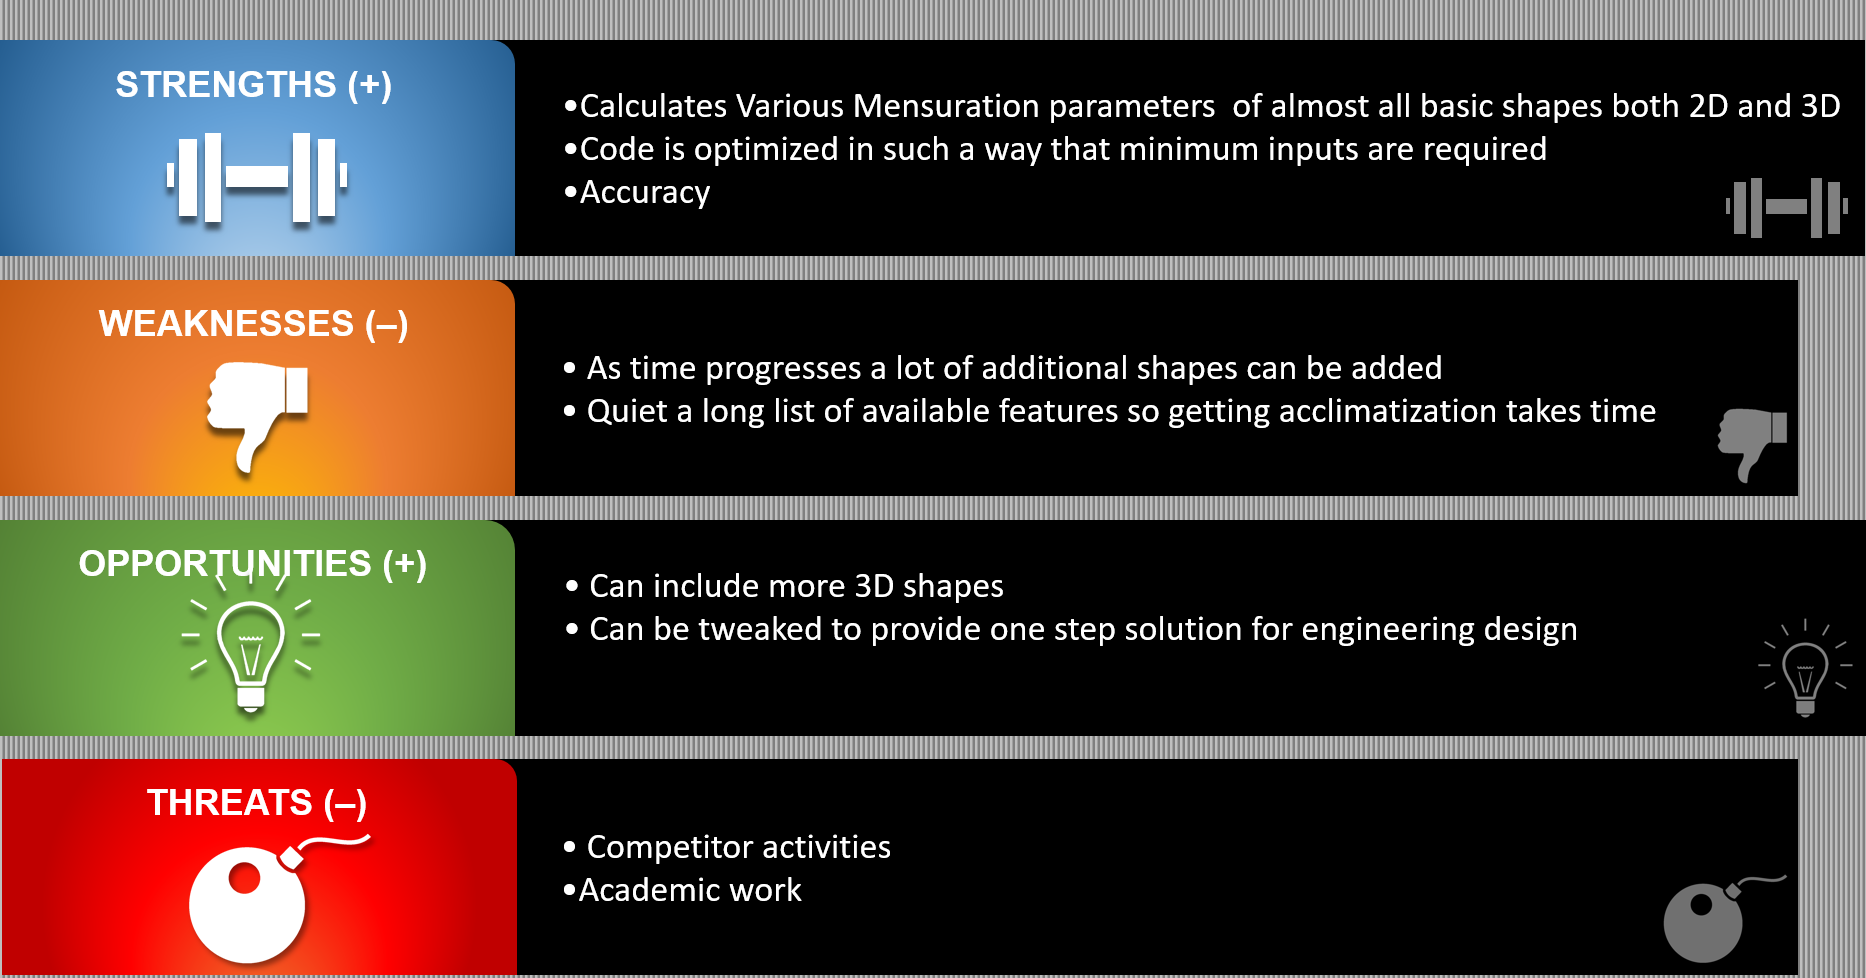 STRENGTHS (+)
•Calculates Various Mensuration parameters  of almost all basic shapes both 2D and 3D
•Code is optimized in such a way that minimum inputs are required
•Accuracy
WEAKNESSES (–)
• As time progresses a lot of additional shapes can be added
• Quiet a long list of available features so getting acclimatization takes time
OPPORTUNITIES (+)
• Can include more 3D shapes
• Can be tweaked to provide one step solution for engineering design
THREATS (–)
• Competitor activities
•Academic work